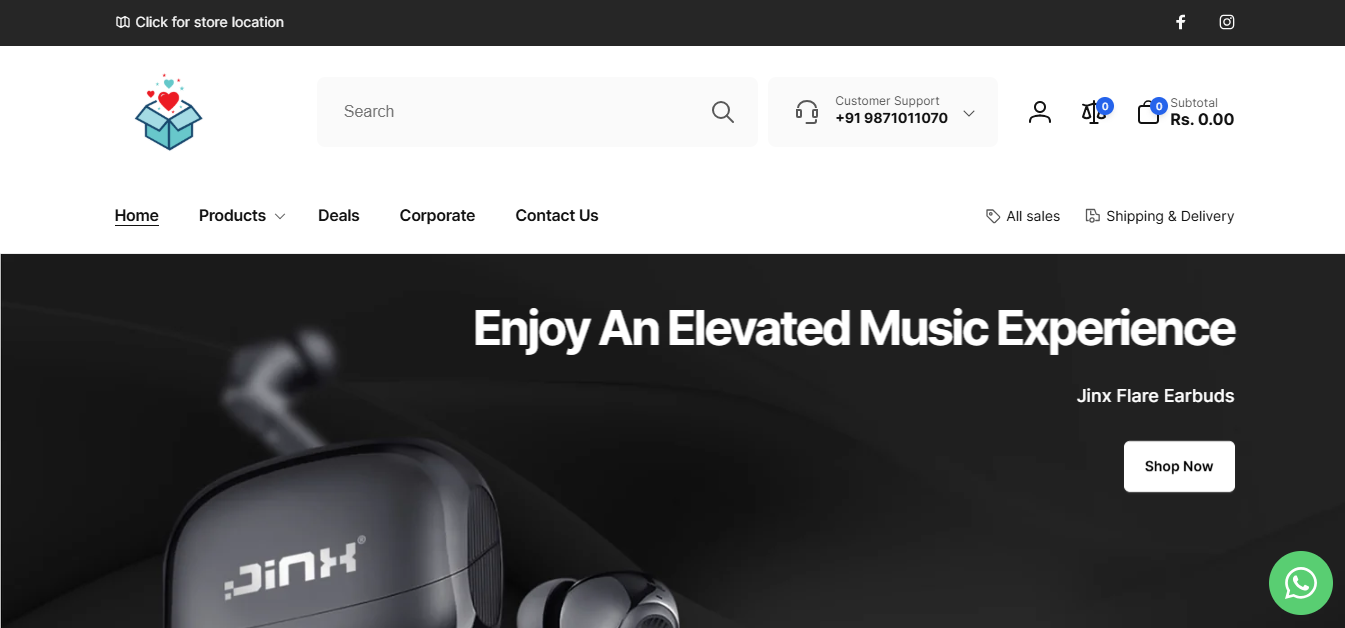 Click for store location
Search
Customer Support
+91 9871011070
0
0
Subtotal
Rs. 0.00
Home
Products
Deals
Corporate
Contact Us
All sales
Shipping & Delivery
Enjoy An Elevated Music Experience
Jinx Flare Earbuds
Shop Now
JINX®